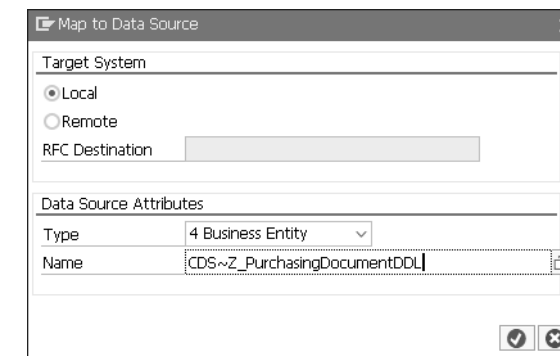 Map to Data Source
Target System
Local
Remote
RFC Destination
Data Source Attributes
Type 4 Business Entity
Name CDS~Z_PurchasingDocumentDDL